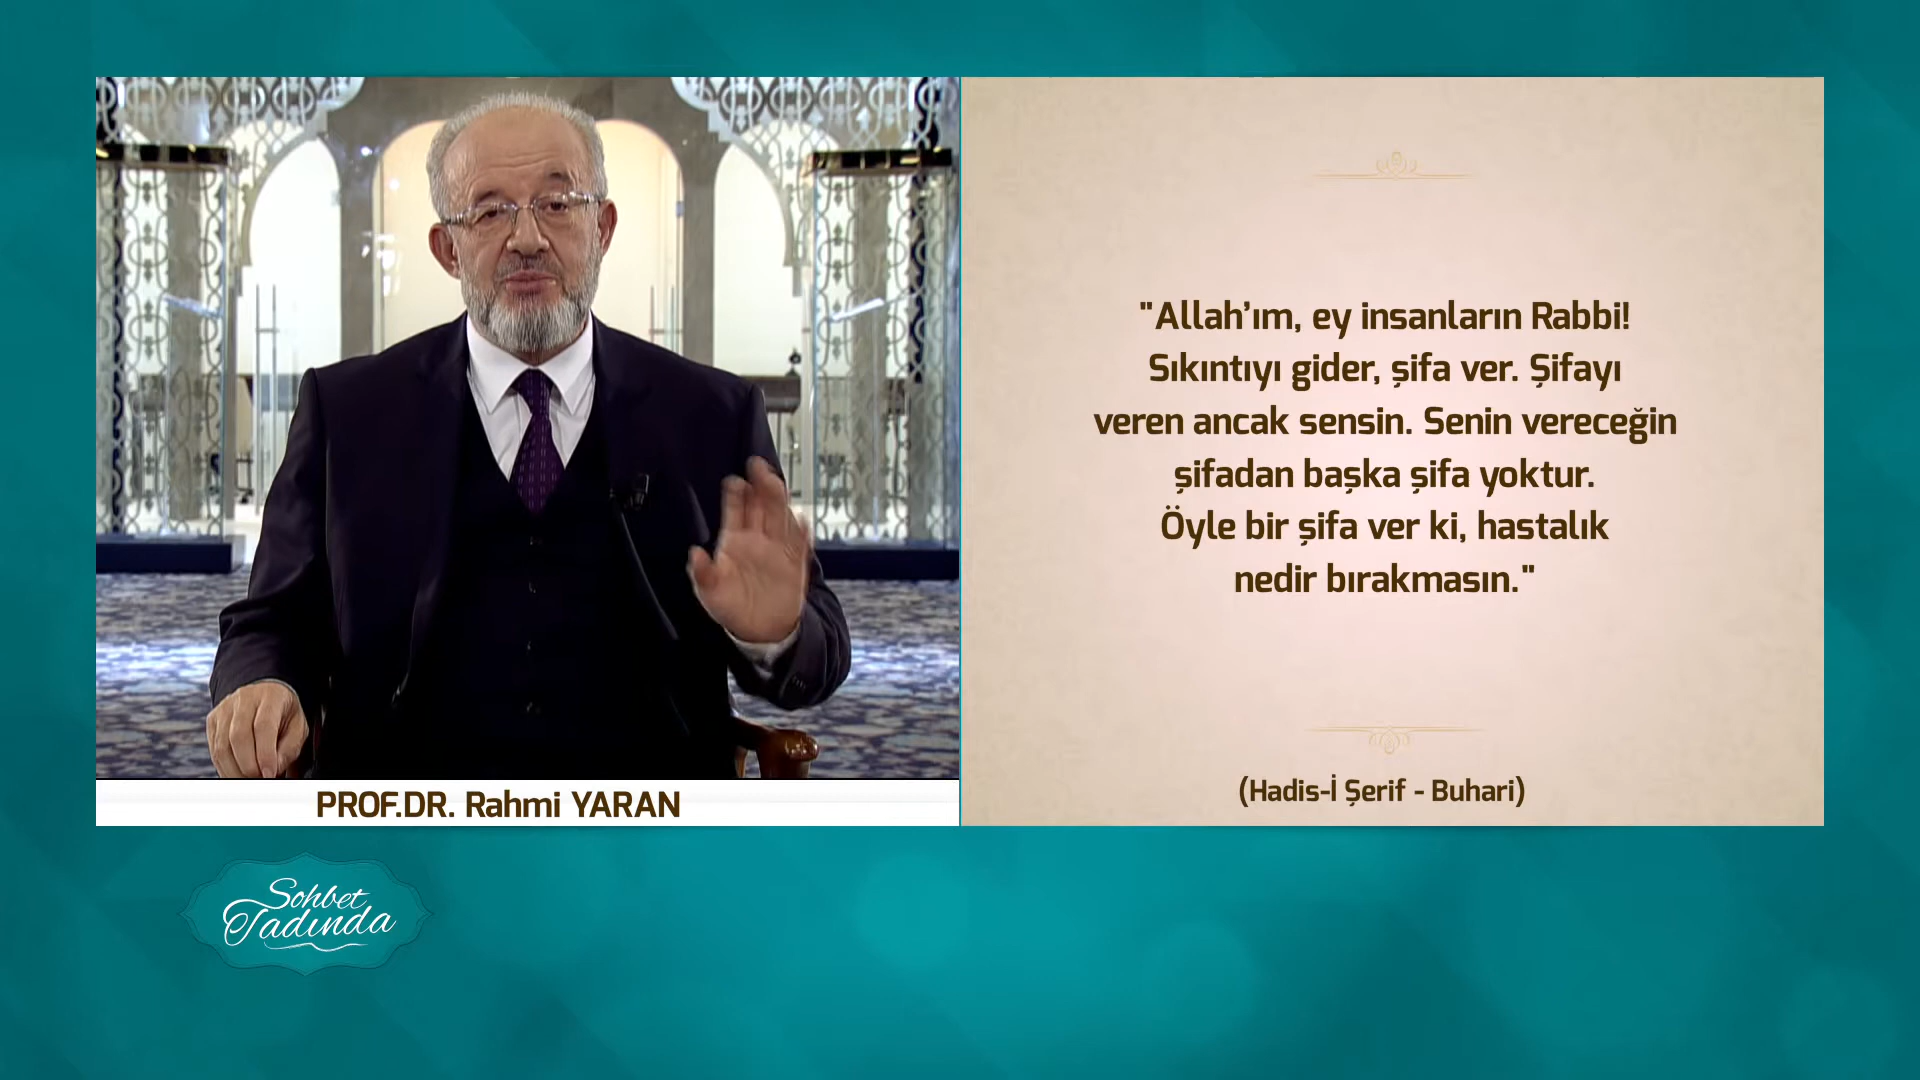 "Allah’ım, ey insanların Rabbi!
Sıkıntıyı gider, şifa ver. Şifayı
veren ancak sensin. Senin vereceğin
şifadan başka şifa yoktur.
Öyle bir şifa ver ki, hastalık
nedir bırakmasın."
(Hadis-İ Şerif - Buhari)
PROF.DR. Rahmi YARAN
Sohbet
Tadında